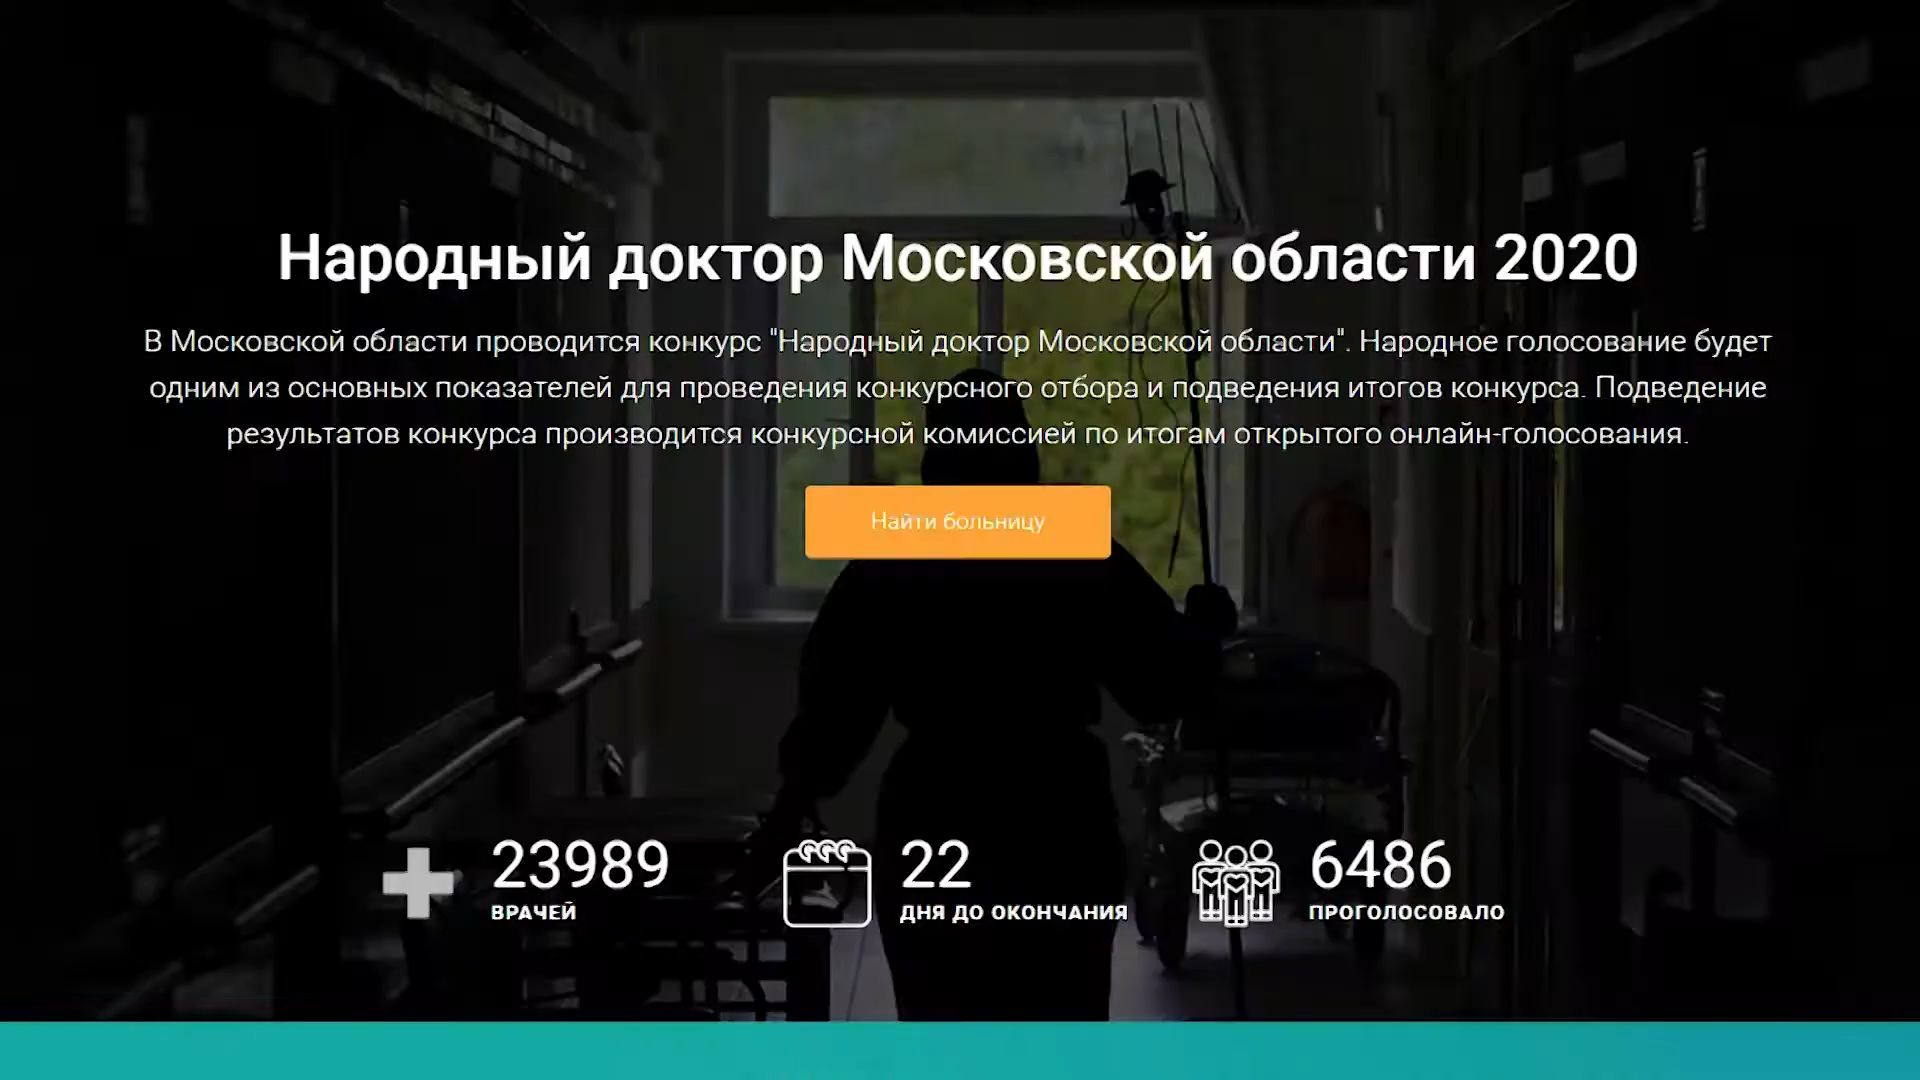 Народный доктор Московской области 2020
В Московской области проводится конкурс "Народный доктор Московской области". Народное голосование будет
одним из основных показателей для проведения конкурсного отбора и подведения итогов конкурса. Подведение
результатов конкурса производится конкурсной комиссией по итогам открытого онлайн-голосования.
Найти больницу
23989
ВРАЧЕЙ
22
ДНЯ ДО ОКОНЧАНИЯ
6486
ПРОГОЛОСОВАЛО